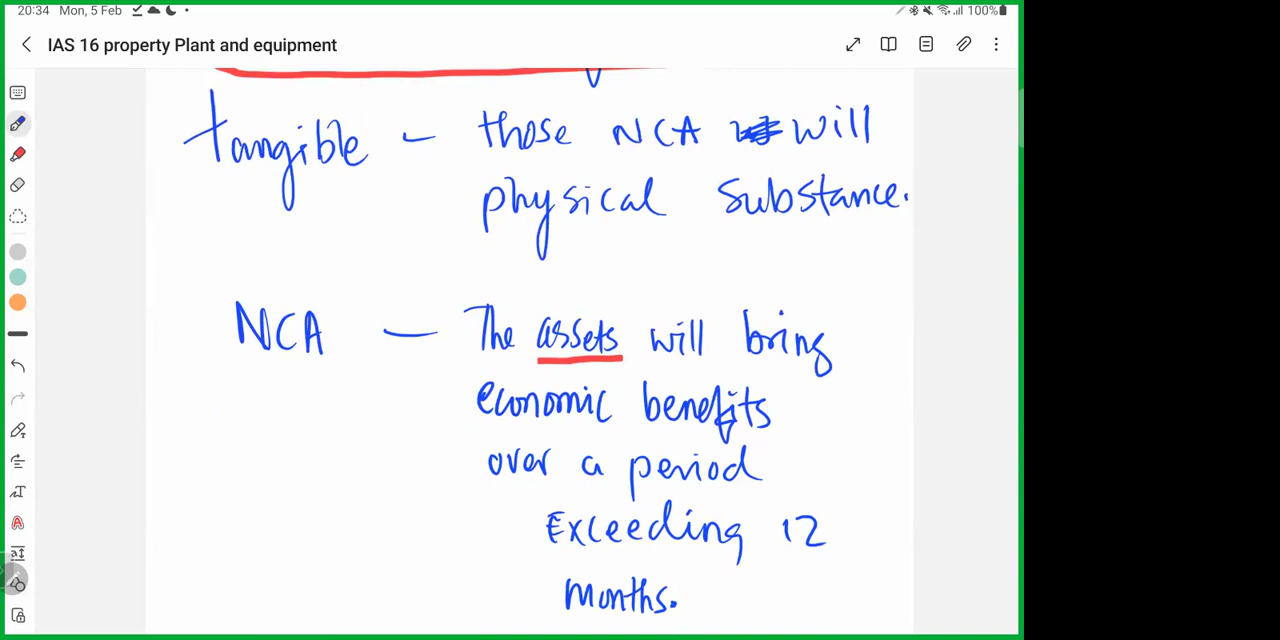 20:34 Mon, 5 Feb
100%
IAS 16 property Plant and equipment
tangible — those NCA will
physical substance.
NCA — The assets will bring
economic benefits
over a period
Exceeding 12
months.